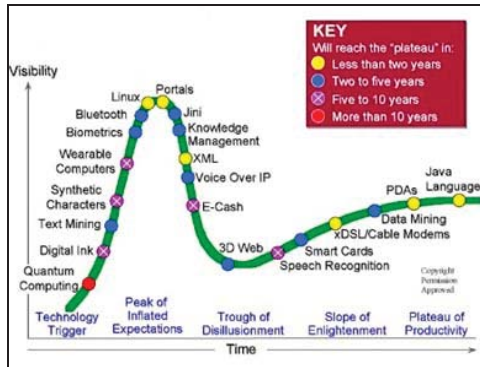 KEY
Will reach the "plateau" in:
Less than two years
Two to five years
Five to 10 years
More than 10 years
Visibility
Portals
Linux
Bluetooth
Jini
Biometrics
Knowledge
Management
XML
Wearable
Computers
Voice Over IP
Synthetic
Characters
E-Cash
Text Mining
Digital Ink
Quantum
Computing
3D Web
Speech Recognition
Smart Cards
xDSL/Cable Modems
Data Mining
PDAs
Java
Language
Copyright
Permission
Approved
Technology
Trigger
Peak of
Inflated
Expectations
Trough of
Disillusionment
Slope of
Enlightenment
Plateau of
Productivity
Time